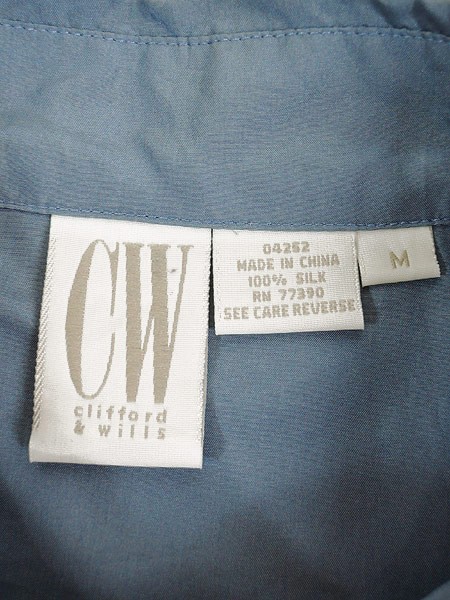 CW
clifford
& wills
04252
MADE IN CHINA
100% SILK
RN 77390
SEE CARE REVERSE
M